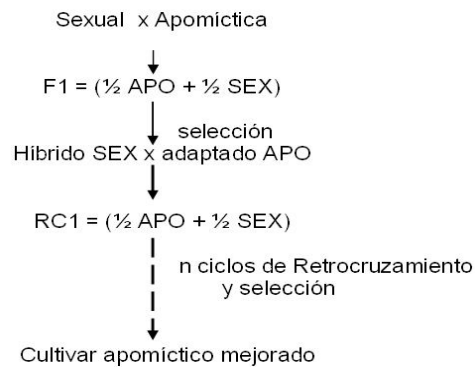 Sexual x Apomíctica
F1 = (½ APO + ½ SEX)
selección
Híbrido SEX x adaptado APO
RC1 = (½ APO + ½ SEX)
n ciclos de Retrocruzamiento
y selección
Cultivar apomíctico mejorado